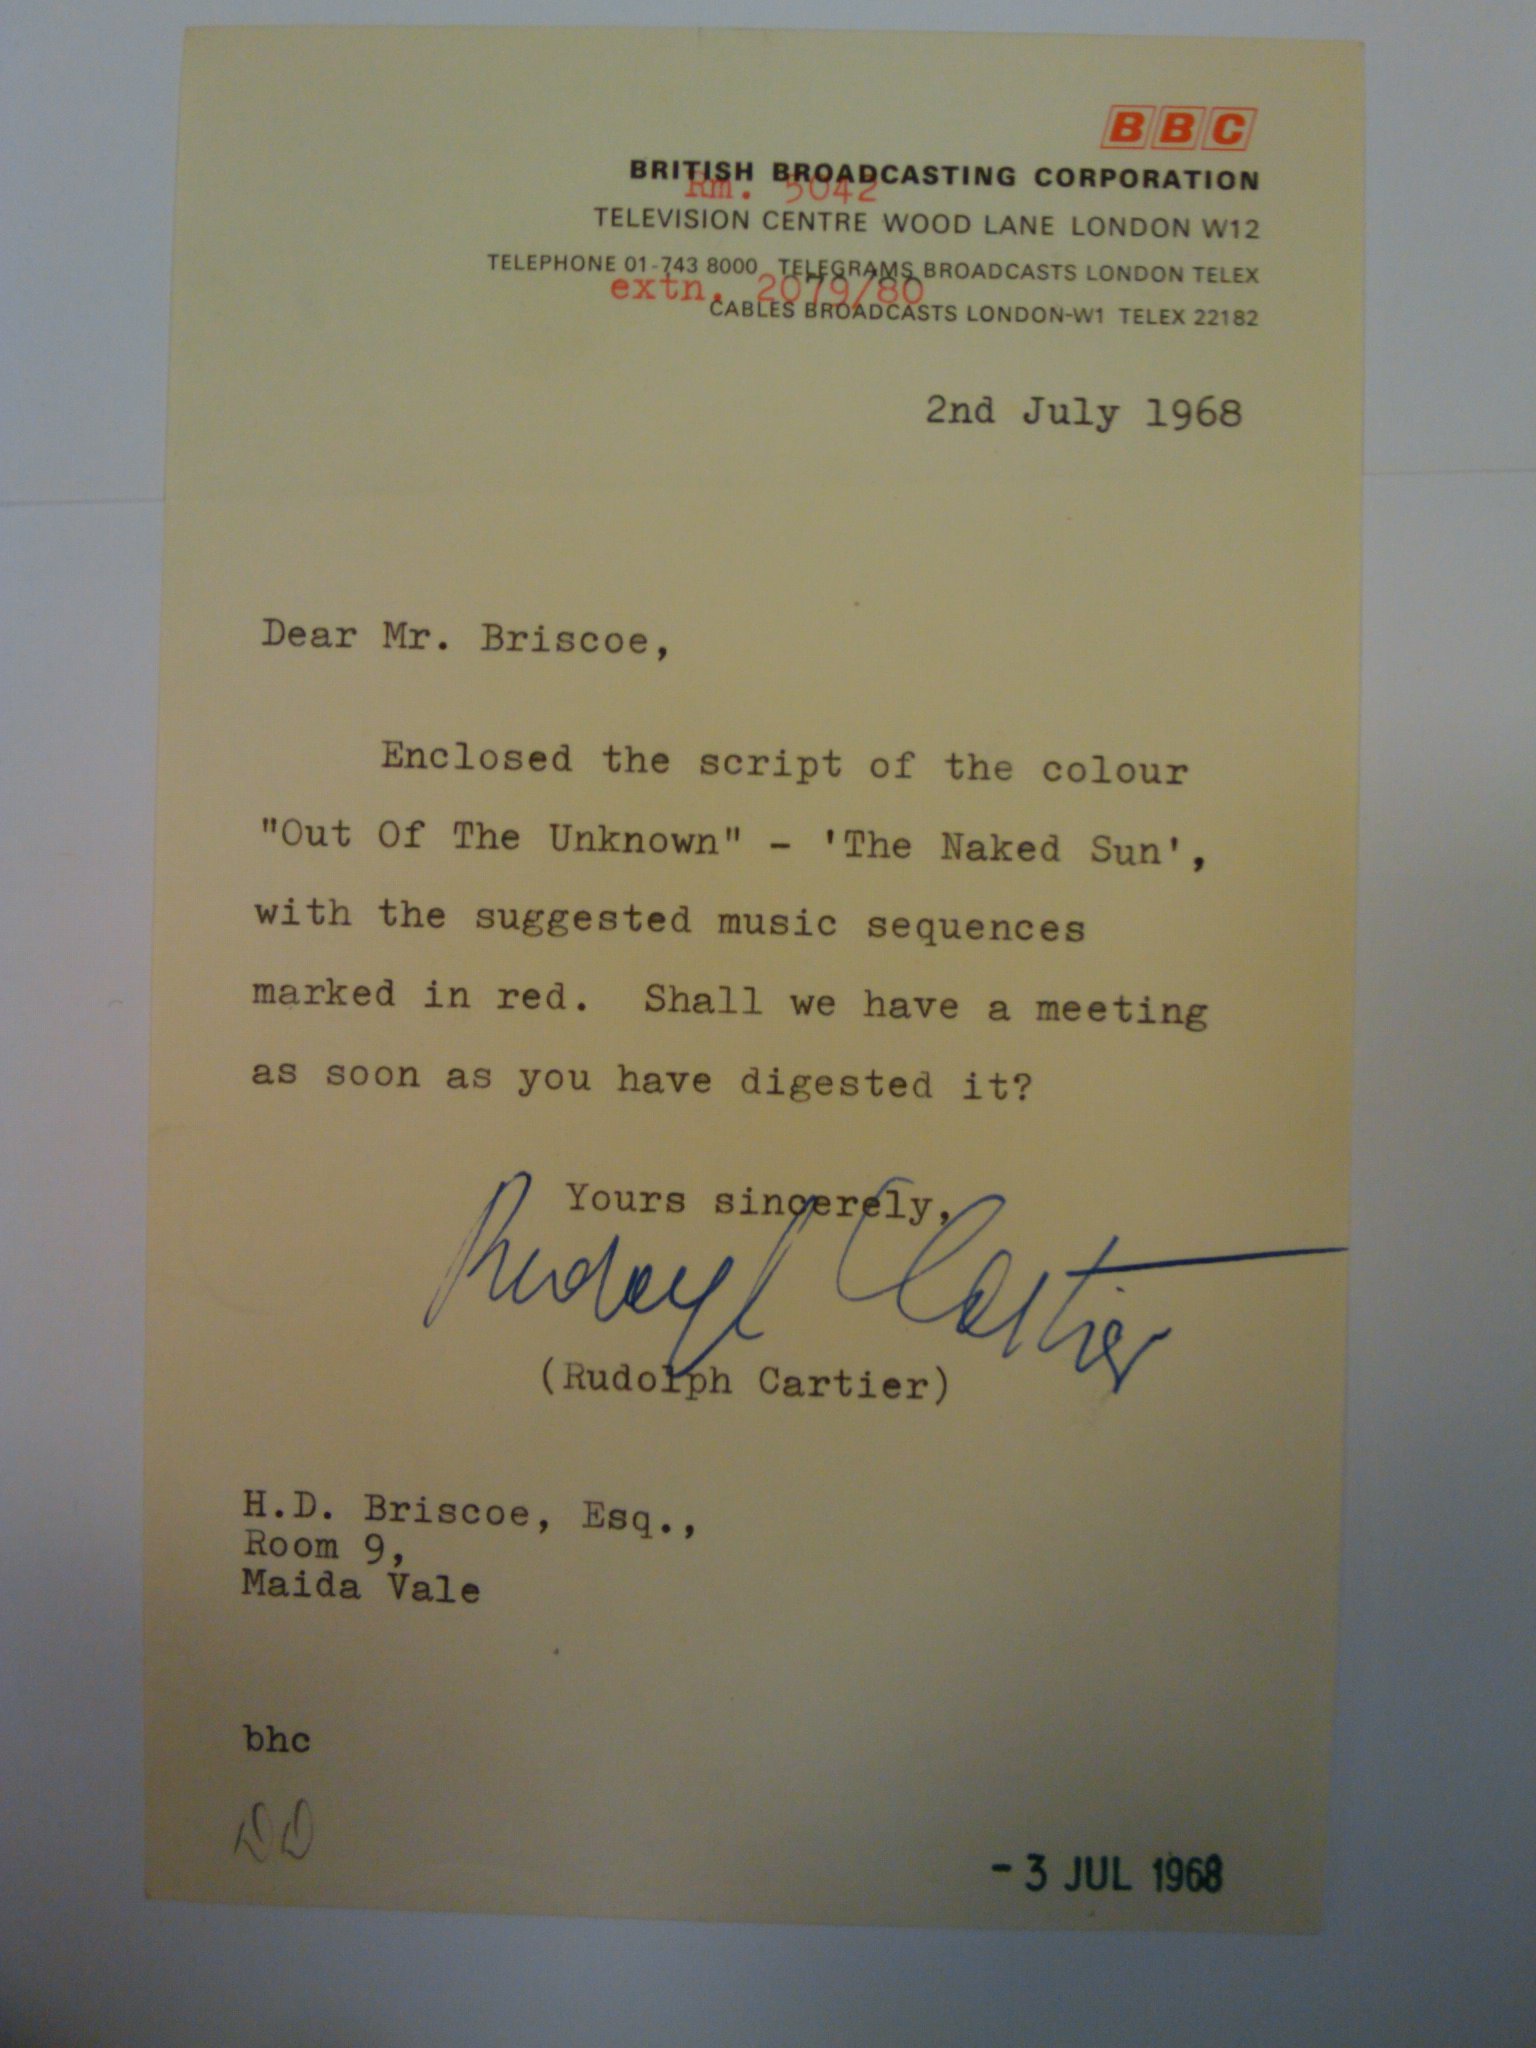 BBC
BRITISH BROADCASTING CORPORATION
Rm. 5042
TELEVISION CENTRE WOOD LANE LONDON W12
TELEPHONE 01-743 8000 TELEGRAMS BROADCASTS LONDON TELEX
extn. 2079/80
CABLES BROADCASTS LONDON-W1 TELEX 22182
2nd July 1968
Dear Mr. Briscoe,
Enclosed the script of the colour
"Out Of The Unknown" - 'The Naked Sun',
with the suggested music sequences
marked in red. Shall we have a meeting
as soon as you have digested it?
Yours sincerely,
Rudolph Cartier
(Rudolph Cartier)
H.D. Briscoe, Esq.,
Room 9,
Maida Vale
bhc
DD
- 3 JUL 1968